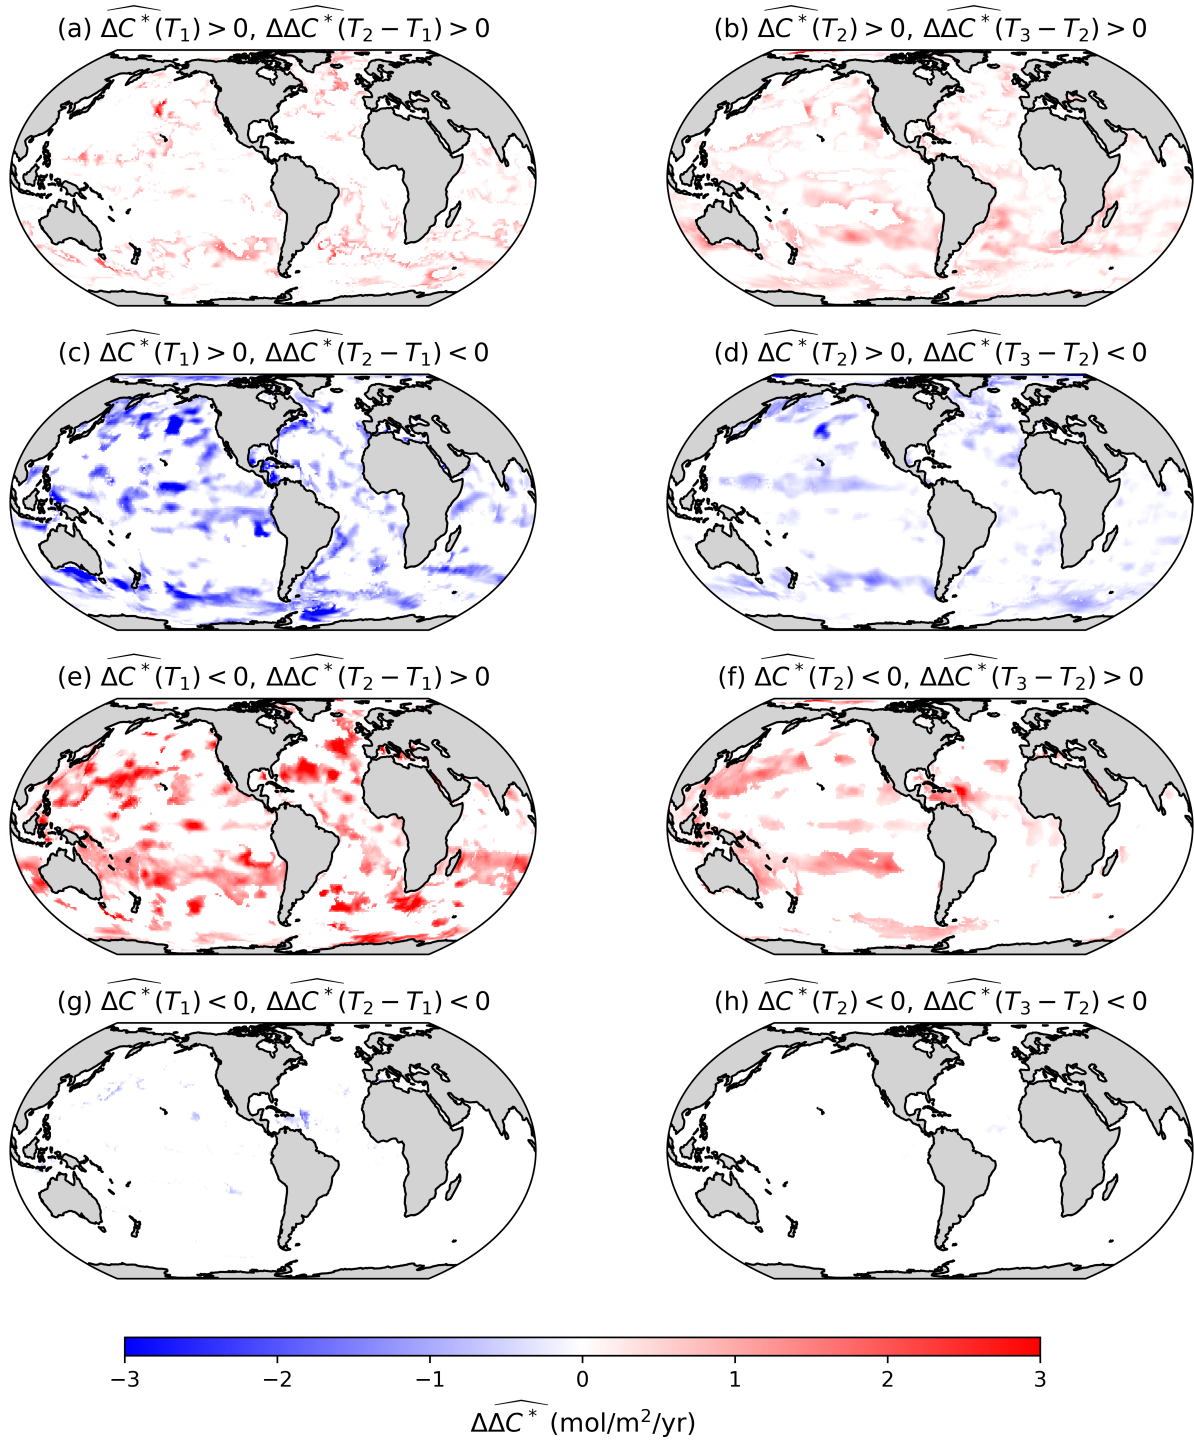 (a) $\widehat{\Delta C^*}(T_1) > 0, \Delta\widehat{\Delta C^*}(T_2 - T_1) > 0$
(b) $\widehat{\Delta C^*}(T_2) > 0, \Delta\widehat{\Delta C^*}(T_3 - T_2) > 0$
(c) $\widehat{\Delta C^*}(T_1) > 0, \Delta\widehat{\Delta C^*}(T_2 - T_1) < 0$
(d) $\widehat{\Delta C^*}(T_2) > 0, \Delta\widehat{\Delta C^*}(T_3 - T_2) < 0$
(e) $\widehat{\Delta C^*}(T_1) < 0, \Delta\widehat{\Delta C^*}(T_2 - T_1) > 0$
(f) $\widehat{\Delta C^*}(T_2) < 0, \Delta\widehat{\Delta C^*}(T_3 - T_2) > 0$
(g) $\widehat{\Delta C^*}(T_1) < 0, \Delta\widehat{\Delta C^*}(T_2 - T_1) < 0$
(h) $\widehat{\Delta C^*}(T_2) < 0, \Delta\widehat{\Delta C^*}(T_3 - T_2) < 0$
−3 −2 −1 0 1 2 3
$\Delta\widehat{\Delta C^*}$ (mol/m²/yr)